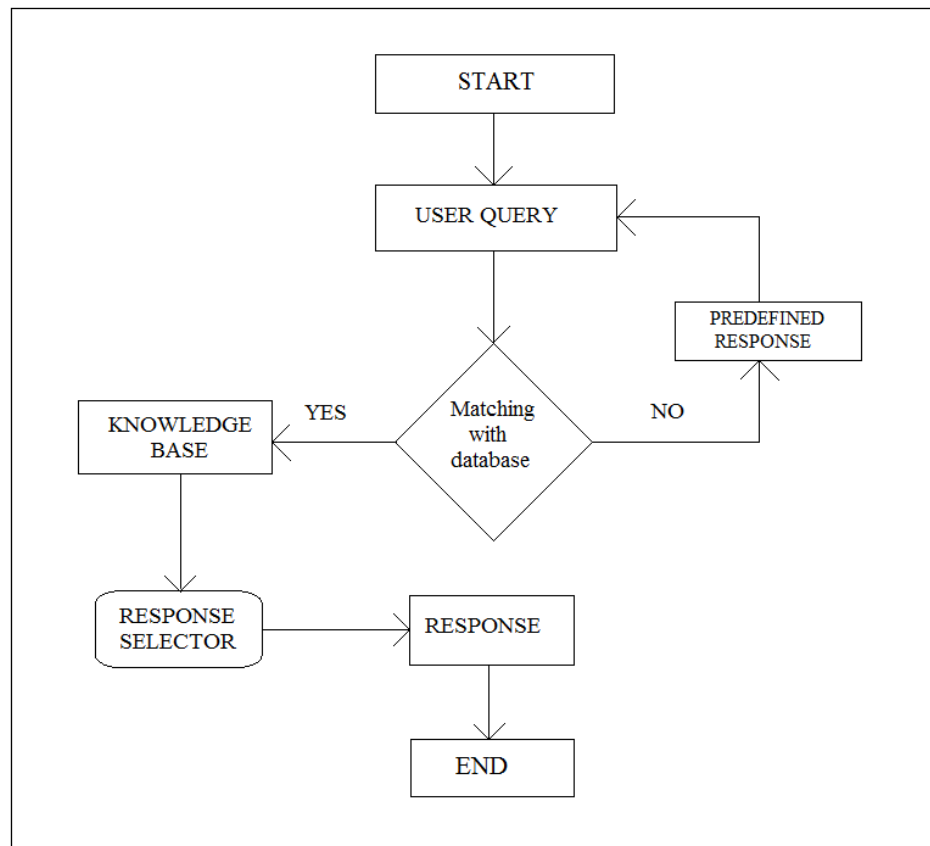 START
USER QUERY
PREDEFINED
RESPONSE
YES
NO
Matching
with
database
KNOWLEDGE
BASE
RESPONSE
SELECTOR
RESPONSE
END